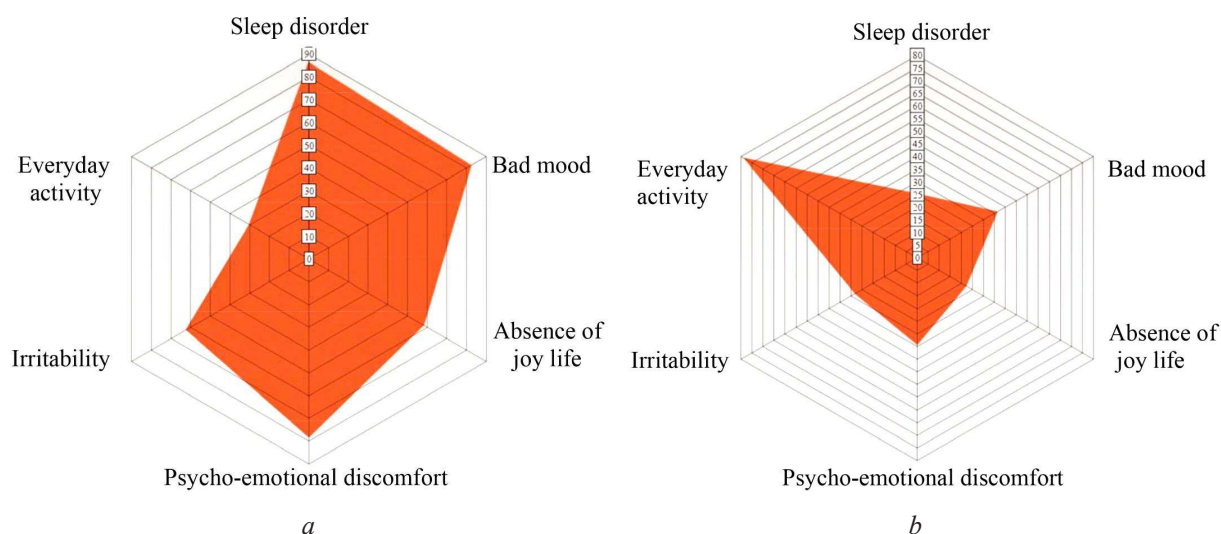 Sleep disorder
90
80
70
60
50
40
30
20
10
0
Bad mood
Absence of
joy life
Psycho-emotional discomfort
Irritability
Everyday
activity
a
Sleep disorder
80
75
70
65
60
55
50
45
40
35
30
25
20
15
10
5
0
Bad mood
Absence of
joy life
Psycho-emotional discomfort
Irritability
Everyday
activity
b